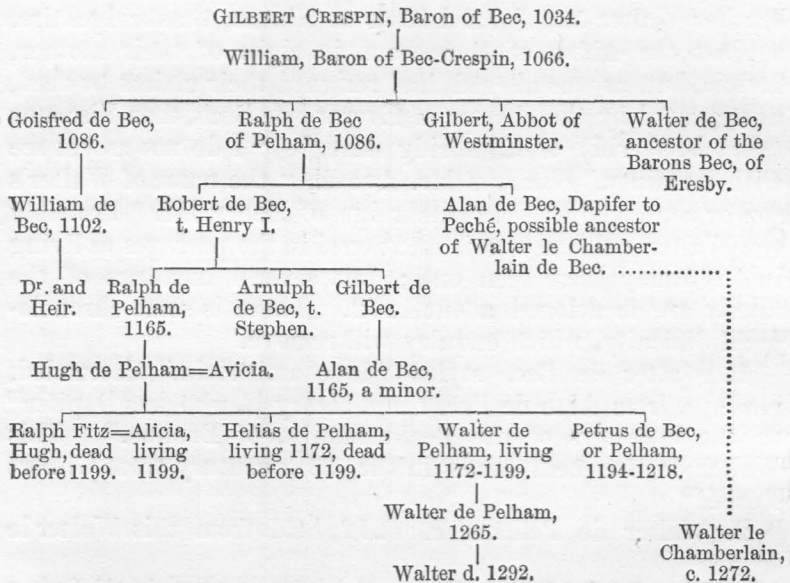 GILBERT CRESPIN, Baron of Bec, 1034.
William, Baron of Bec-Crespin, 1066.
Goisfred de Bec,
1086.
Ralph de Bec
of Pelham, 1086.
Gilbert, Abbot of
Westminster.
Walter de Bec,
ancestor of the
Barons Bec, of
Eresby.
William de
Bec, 1102.
Robert de Bec,
t. Henry I.
Alan de Bec, Dapifer to
Peché, possible ancestor
of Walter le Chamber-
lain de Bec.
Dr. and
Heir.
Ralph de
Pelham,
1165.
Arnulph
de Bec, t.
Stephen.
Gilbert de
Bec.
Hugh de Pelham=Avicia.
Alan de Bec,
1165, a minor
Ralph Fitz=Alicia,
Hugh, dead living
before 1199. 1199.
Helias de Pelham,
living 1172, dead
before 1199.
Walter de
Pelham, living
1172-1199.
Petrus de Bec,
or Pelham,
1194-1218.
Walter de Pelham,
1265.
Walter d. 1292.
Walter le
Chamberlain,
c. 1272.